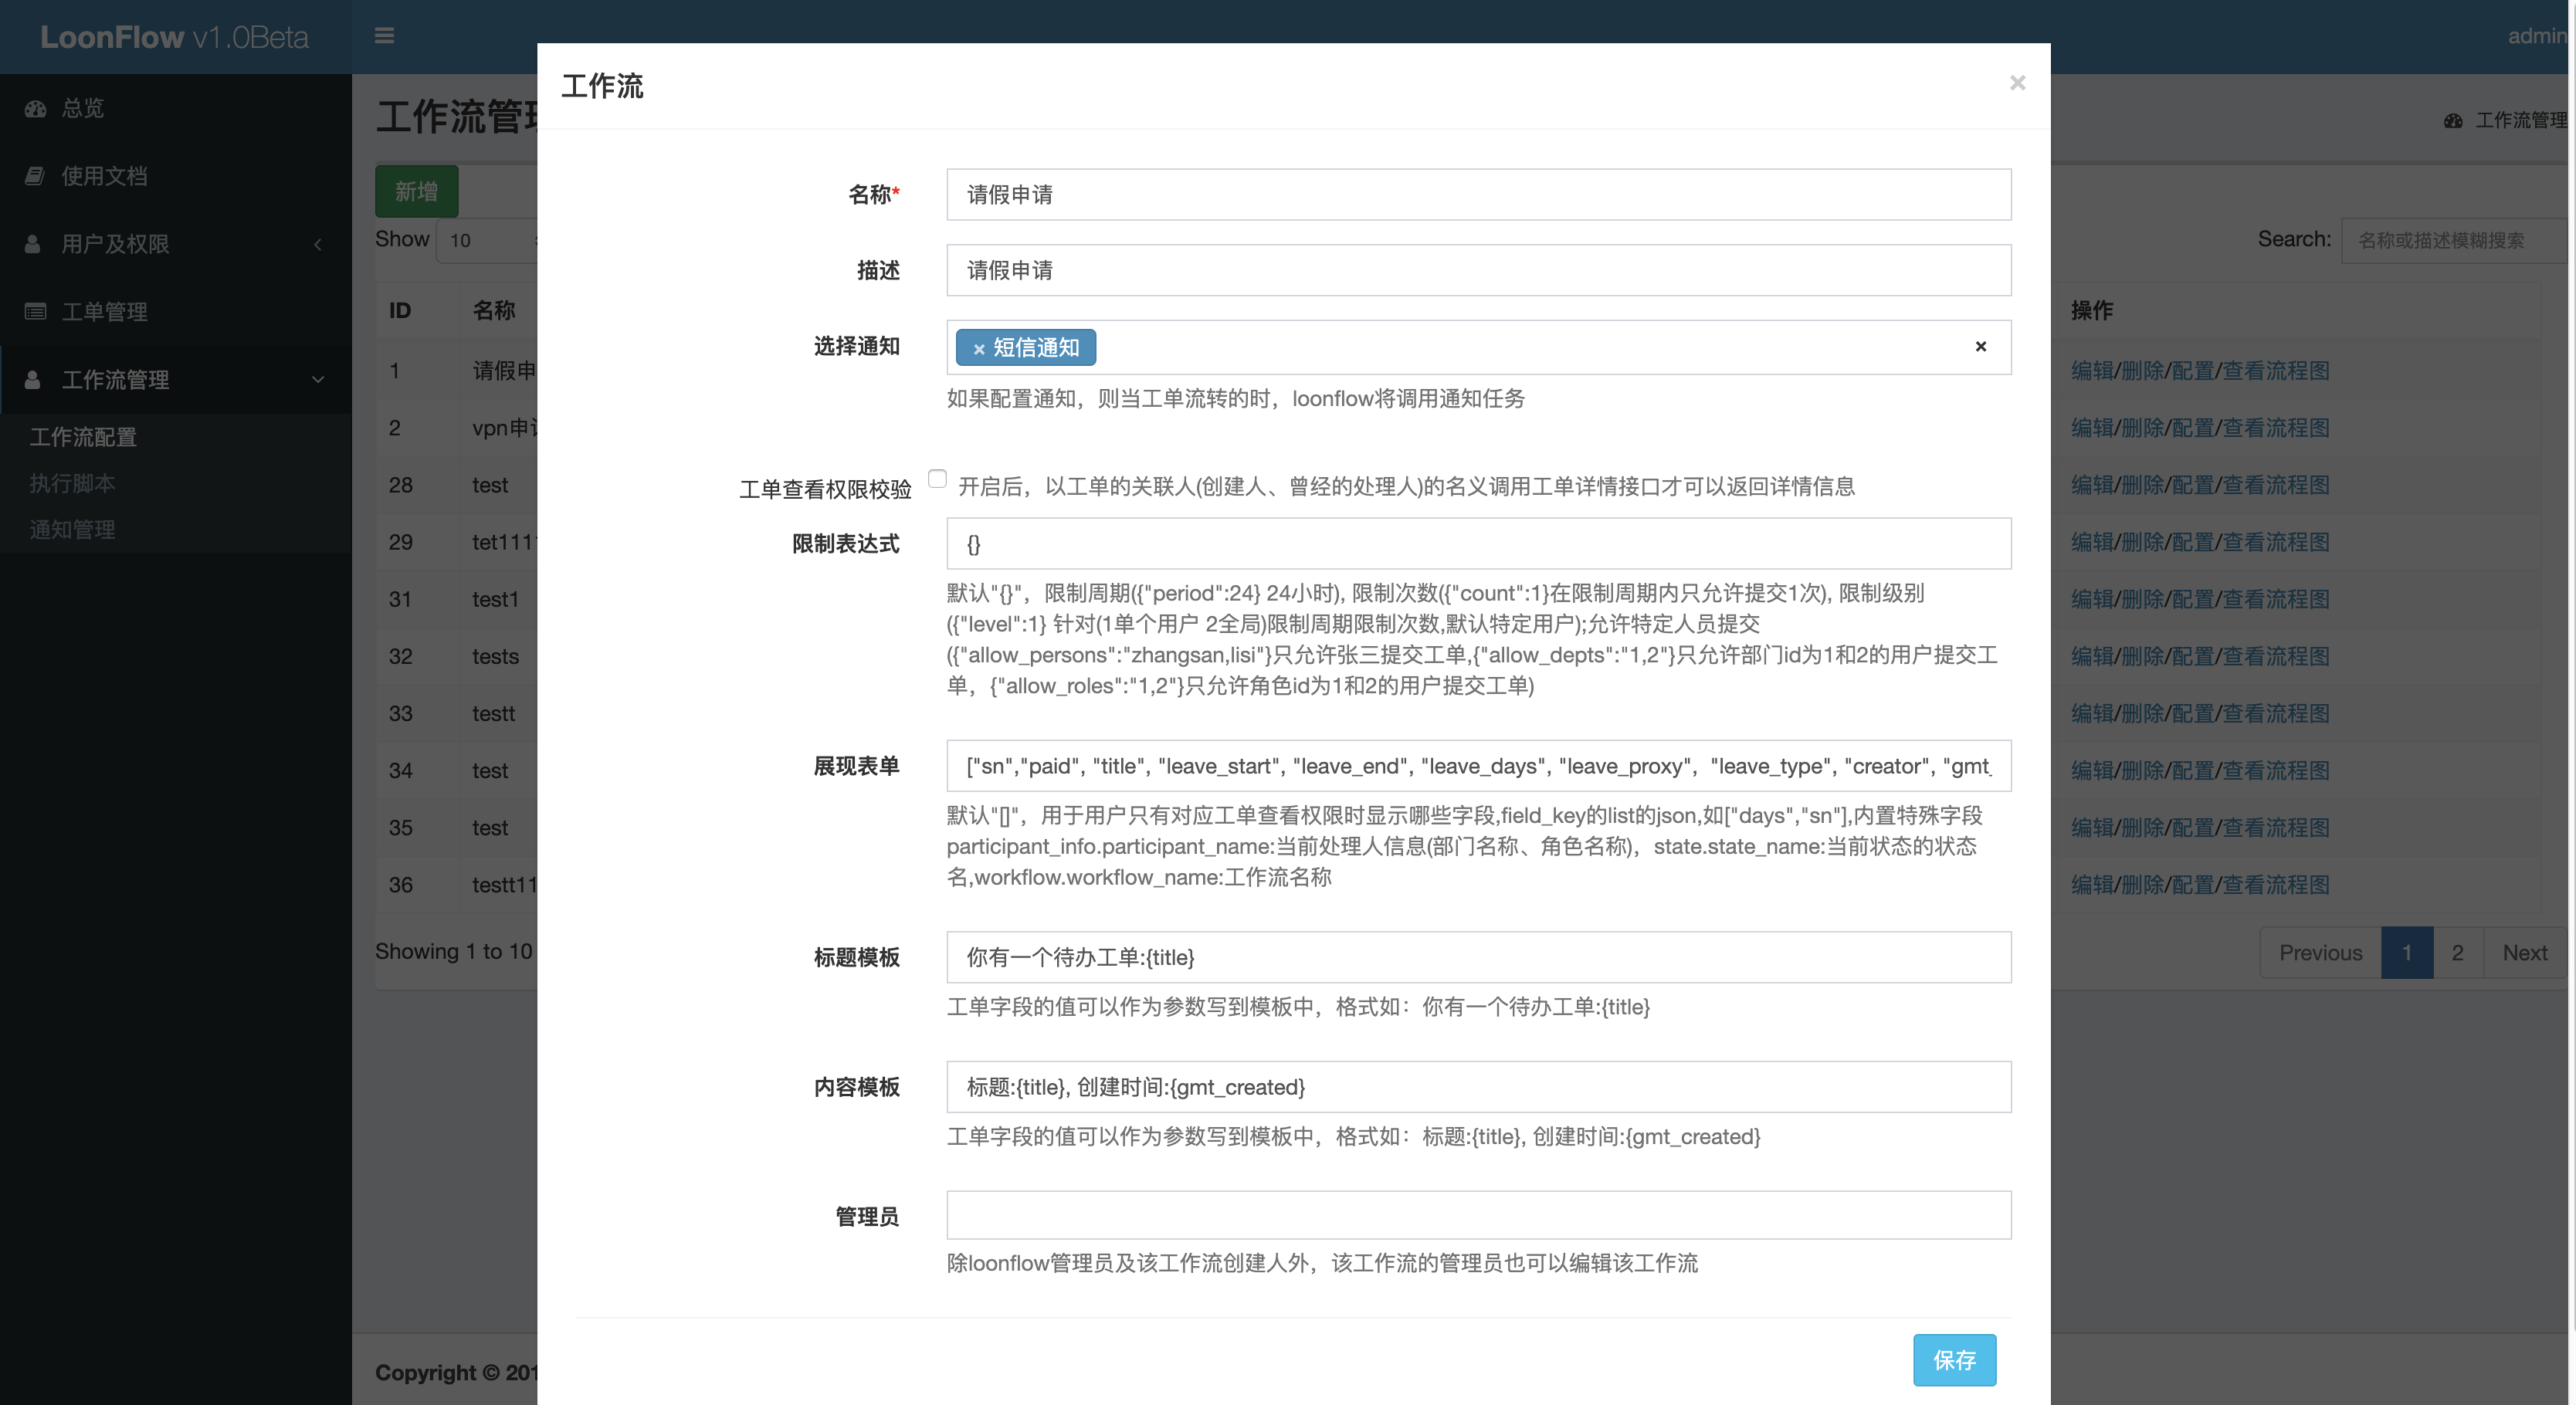 LoonFlow v1.0Beta
admin
总览
使用文档
用户及权限
工单管理
工作流管理
工作流配置
执行脚本
通知管理
工作流管理
工作流管理
新增
Show 10
Search: 名称或描述模糊搜索
ID 名称 操作
1 请假申 编辑/删除/配置/查看流程图
2 vpn申 编辑/删除/配置/查看流程图
28 test 编辑/删除/配置/查看流程图
29 tet111 编辑/删除/配置/查看流程图
31 test1 编辑/删除/配置/查看流程图
32 tests 编辑/删除/配置/查看流程图
33 testt 编辑/删除/配置/查看流程图
34 test 编辑/删除/配置/查看流程图
35 test 编辑/删除/配置/查看流程图
36 testt11 编辑/删除/配置/查看流程图
Showing 1 to 10
Previous 1 2 Next
Copyright © 201
工作流 ×
名称* 请假申请
描述 请假申请
选择通知 × 短信通知 ×
如果配置通知，则当工单流转的时，loonflow将调用通知任务
工单查看权限校验 开启后，以工单的关联人(创建人、曾经的处理人)的名义调用工单详情接口才可以返回详情信息
限制表达式 {}
默认"{}"，限制周期({"period":24} 24小时), 限制次数({"count":1}在限制周期内只允许提交1次), 限制级别
({"level":1} 针对(1单个用户 2全局)限制周期限制次数,默认特定用户);允许特定人员提交
({"allow_persons":"zhangsan,lisi"}只允许张三提交工单,{"allow_depts":"1,2"}只允许部门id为1和2的用户提交工
单，{"allow_roles":"1,2"}只允许角色id为1和2的用户提交工单)
展现表单 ["sn","paid", "title", "leave_start", "leave_end", "leave_days", "leave_proxy", "leave_type", "creator", "gmt_
默认"[]"，用于用户只有对应工单查看权限时显示哪些字段,field_key的list的json,如["days","sn"],内置特殊字段
participant_info.participant_name:当前处理人信息(部门名称、角色名称)，state.state_name:当前状态的状态
名,workflow.workflow_name:工作流名称
标题模板 你有一个待办工单:{title}
工单字段的值可以作为参数写到模板中，格式如：你有一个待办工单:{title}
内容模板 标题:{title}, 创建时间:{gmt_created}
工单字段的值可以作为参数写到模板中，格式如：标题:{title}, 创建时间:{gmt_created}
管理员
除loonflow管理员及该工作流创建人外，该工作流的管理员也可以编辑该工作流
保存